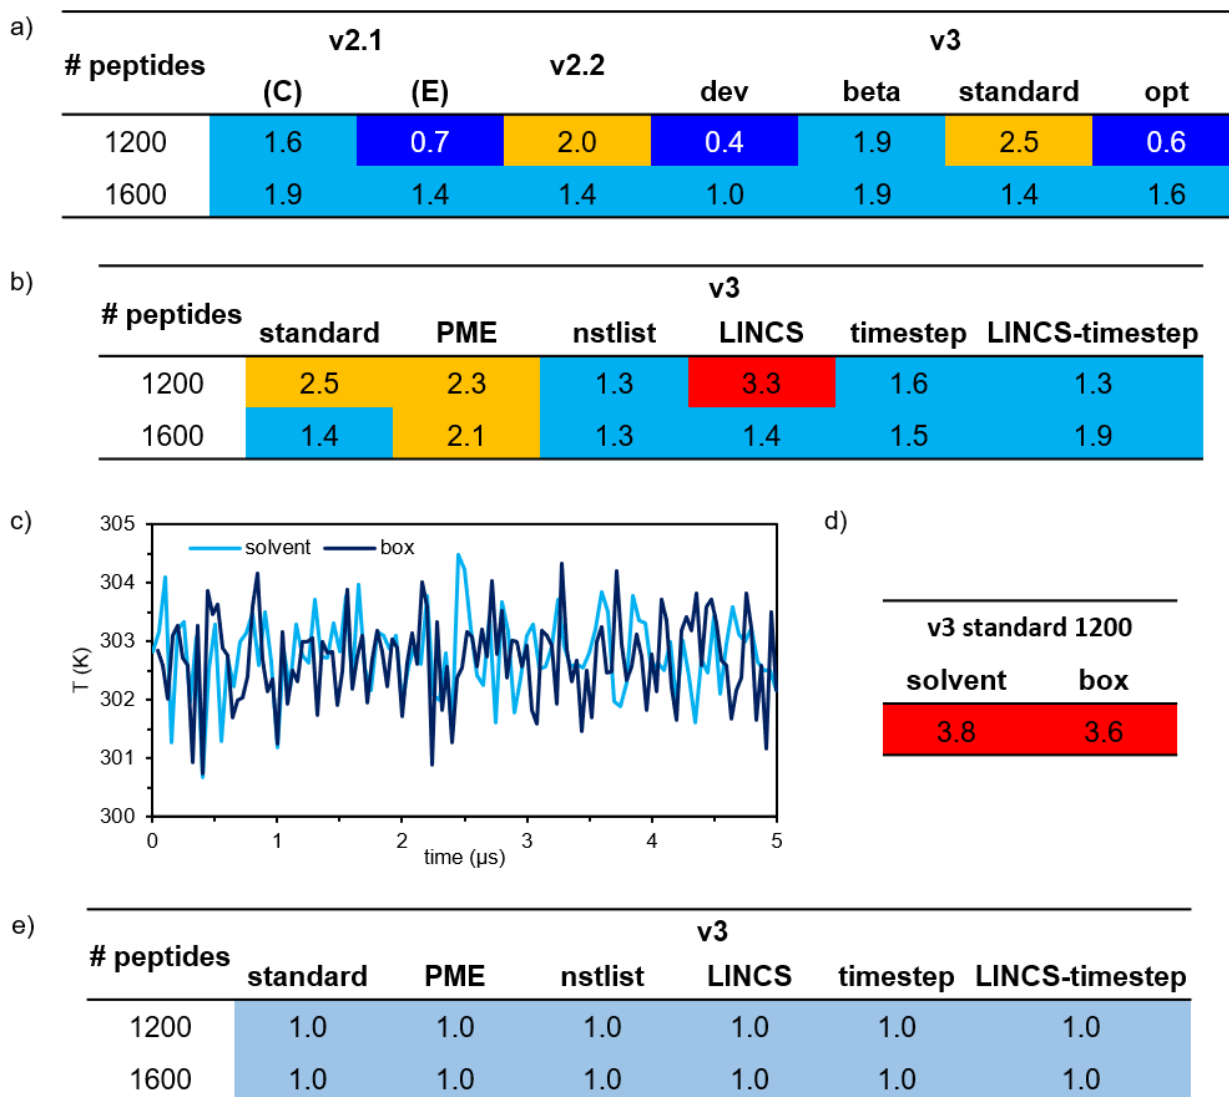 a)
v2.1 v3
# peptides v2.2
(C) (E) dev beta standard opt
1200 1.6 0.7 2.0 0.4 1.9 2.5 0.6
1600 1.9 1.4 1.4 1.0 1.9 1.4 1.6
b)
v3
# peptides
standard PME nstlist LINCS timestep LINCS-timestep
1200 2.5 2.3 1.3 3.3 1.6 1.3
1600 1.4 2.1 1.3 1.4 1.5 1.9
c)
305
304
303
302
301
300
T (K)
solvent box
0 1 2 3 4 5
time (µs)
d)
v3 standard 1200
solvent box
3.8 3.6
e)
v3
# peptides
standard PME nstlist LINCS timestep LINCS-timestep
1200 1.0 1.0 1.0 1.0 1.0 1.0
1600 1.0 1.0 1.0 1.0 1.0 1.0